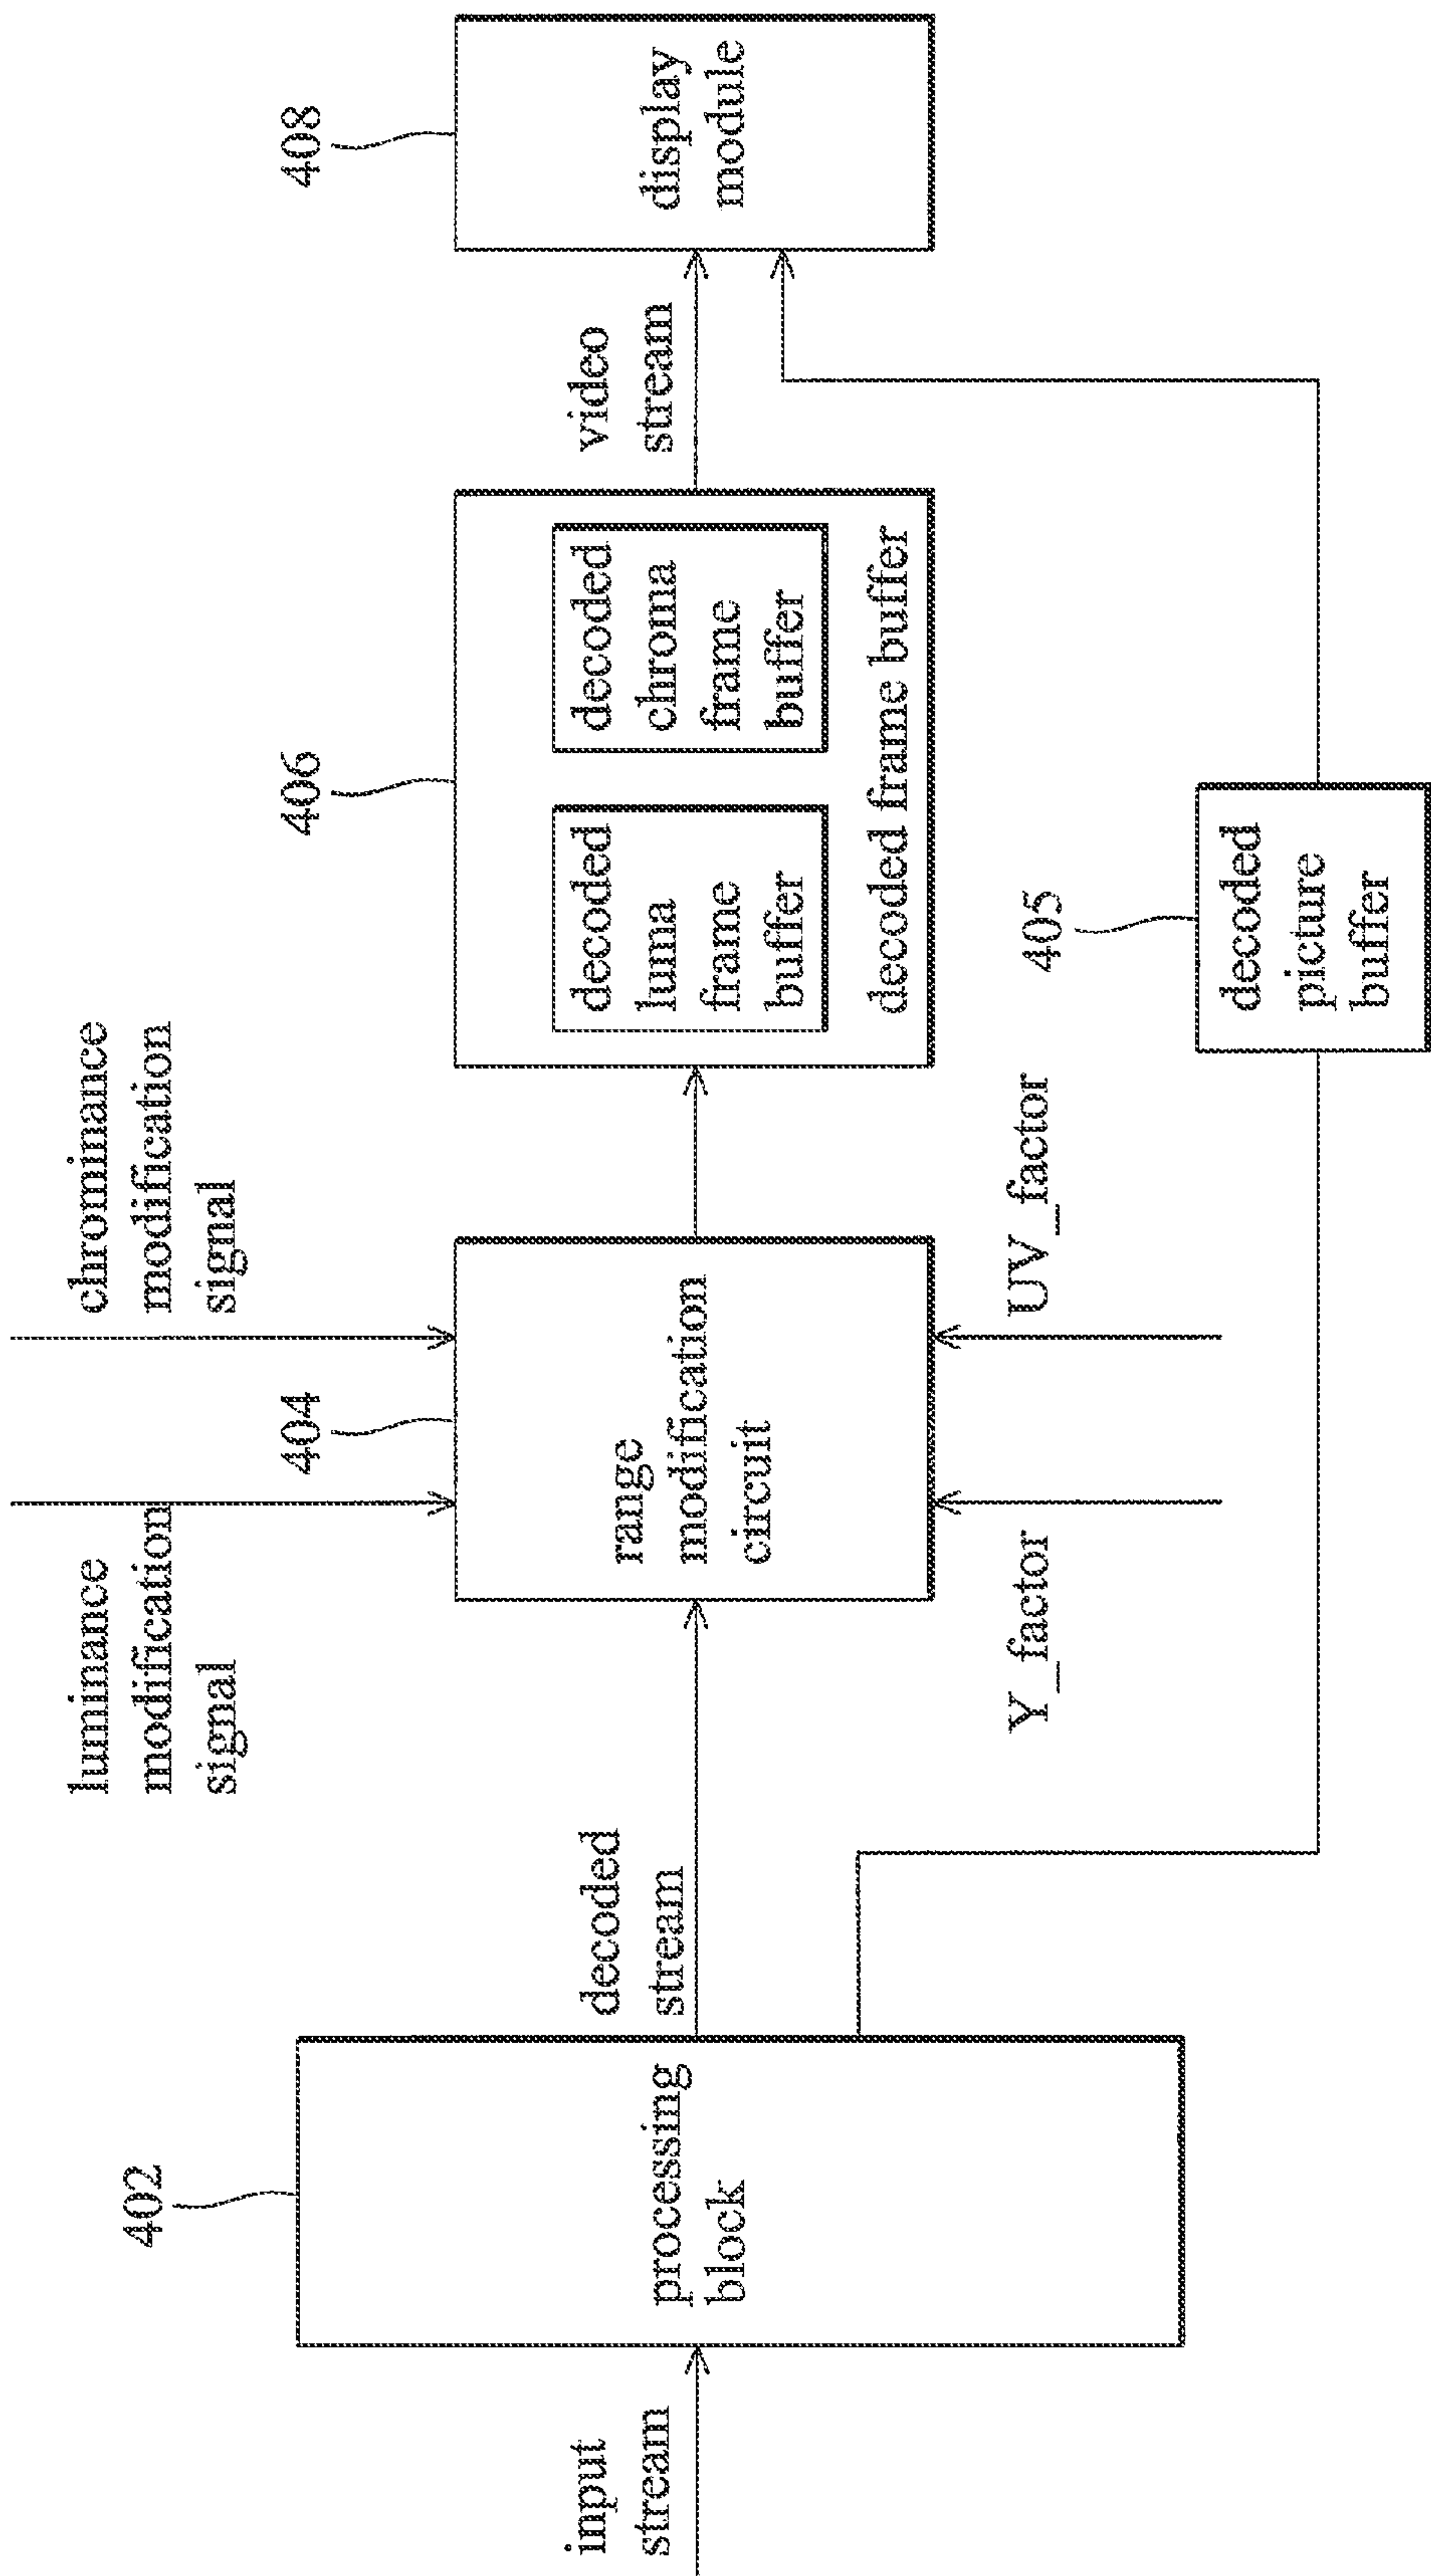 input
stream
402
processing
block
decoded
stream
luminance
modification
signal
chrominance
modification
signal
404
range
modification
circuit
Y_factor
UV_factor
406
decoded
luma
frame
buffer
decoded
chroma
frame
buffer
decoded frame buffer
405
decoded
picture
buffer
video
stream
408
display
module